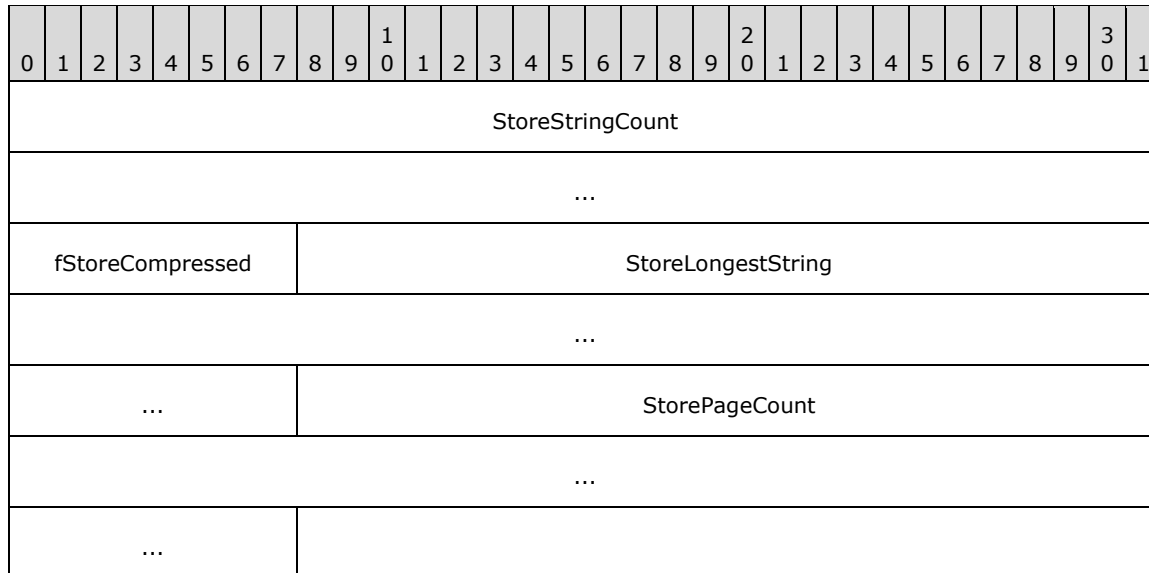 1 2 3
0 1 2 3 4 5 6 7 8 9 0 1 2 3 4 5 6 7 8 9 0 1 2 3 4 5 6 7 8 9 0 1
StoreStringCount
...
fStoreCompressed StoreLongestString
...
... StorePageCount
...
...